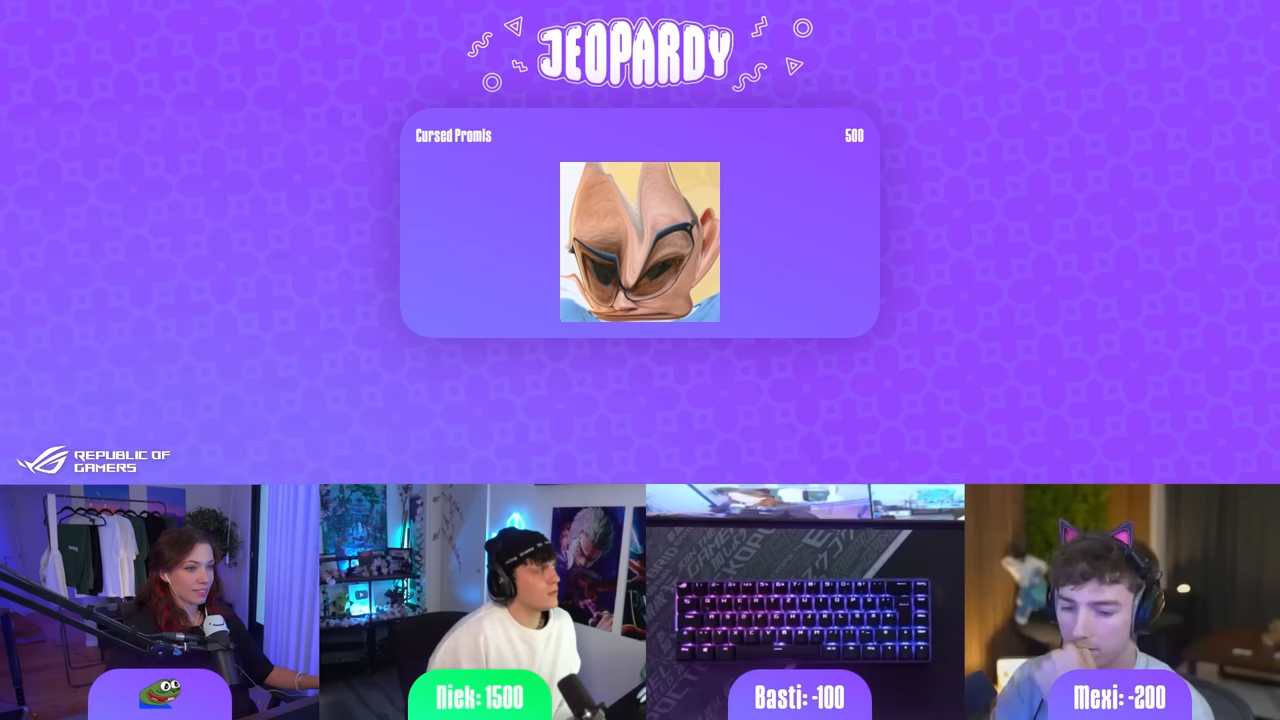 JEOPARDY
Cursed Promis
500
REPUBLIC OF
GAMERS
Niek: 1500
Basti: -100
Mexi: -200